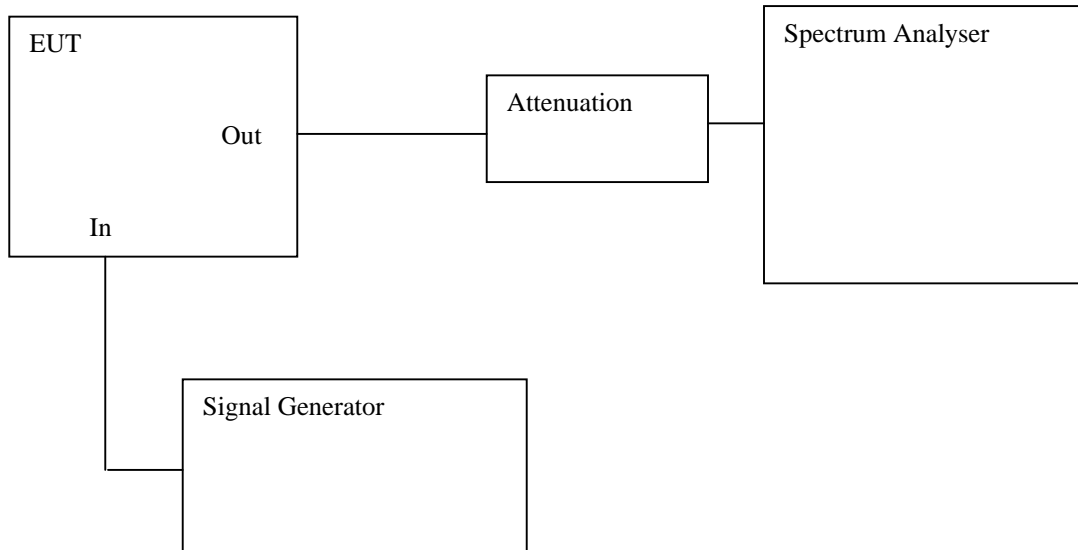 EUT
Spectrum Analyser
Attenuation
Out
In
Signal Generator